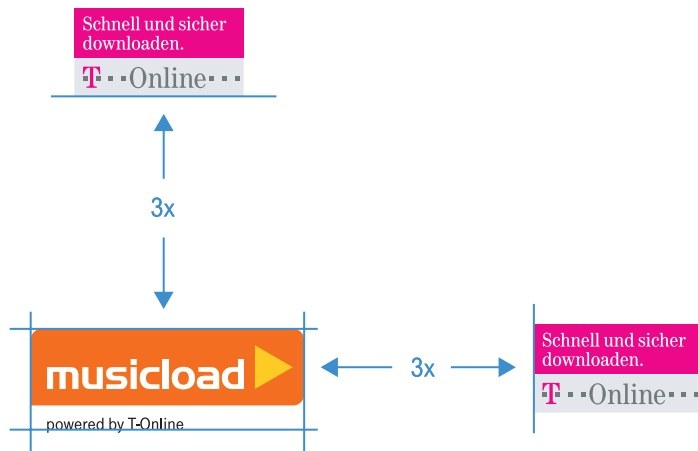 Schnell und sicher
downloaden.
T · · Online · · ·
3x
musicload
powered by T-Online
3x
Schnell und sicher
downloaden.
T · · Online · · ·